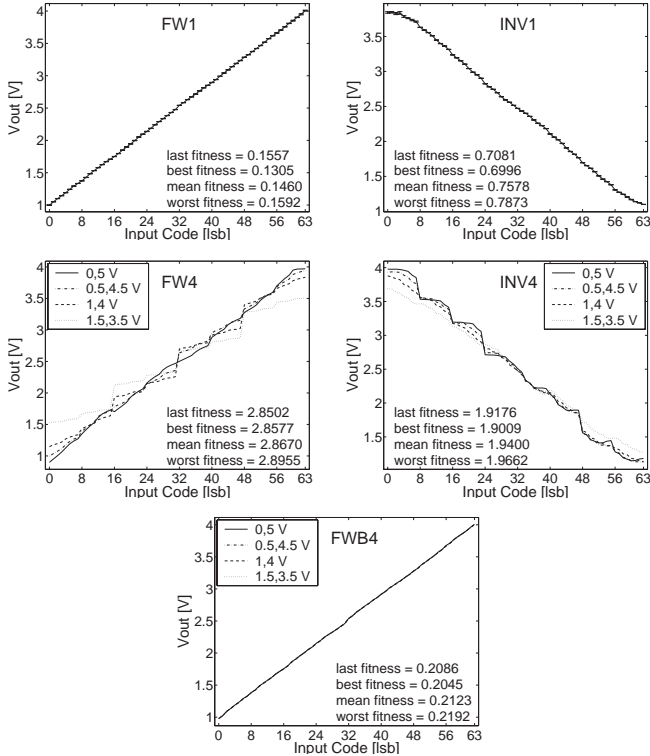 FW1
Vout [V]
4
3.5
3
2.5
2
1.5
1
last fitness = 0.1557
best fitness = 0.1305
mean fitness = 0.1460
worst fitness = 0.1592
0 8 16 24 32 40 48 56 63
Input Code [lsb]
INV1
Vout [V]
3.5
3
2.5
2
1.5
last fitness = 0.7081
best fitness = 0.6996
mean fitness = 0.7578
worst fitness = 0.7873
0 8 16 24 32 40 48 56 63
Input Code [lsb]
FW4
0,5 V
0.5,4.5 V
1,4 V
1.5,3.5 V
Vout [V]
4
3.5
3
2.5
2
1.5
1
last fitness = 2.8502
best fitness = 2.8577
mean fitness = 2.8670
worst fitness = 2.8955
0 8 16 24 32 40 48 56 63
Input Code [lsb]
INV4
0,5 V
0.5,4.5 V
1,4 V
1.5,3.5 V
Vout [V]
4
3.5
3
2.5
2
1.5
last fitness = 1.9176
best fitness = 1.9009
mean fitness = 1.9400
worst fitness = 1.9662
0 8 16 24 32 40 48 56 63
Input Code [lsb]
FWB4
0,5 V
0.5,4.5 V
1,4 V
1.5,3.5 V
Vout [V]
4
3.5
3
2.5
2
1.5
1
last fitness = 0.2086
best fitness = 0.2045
mean fitness = 0.2123
worst fitness = 0.2192
0 8 16 24 32 40 48 56 63
Input Code [lsb]